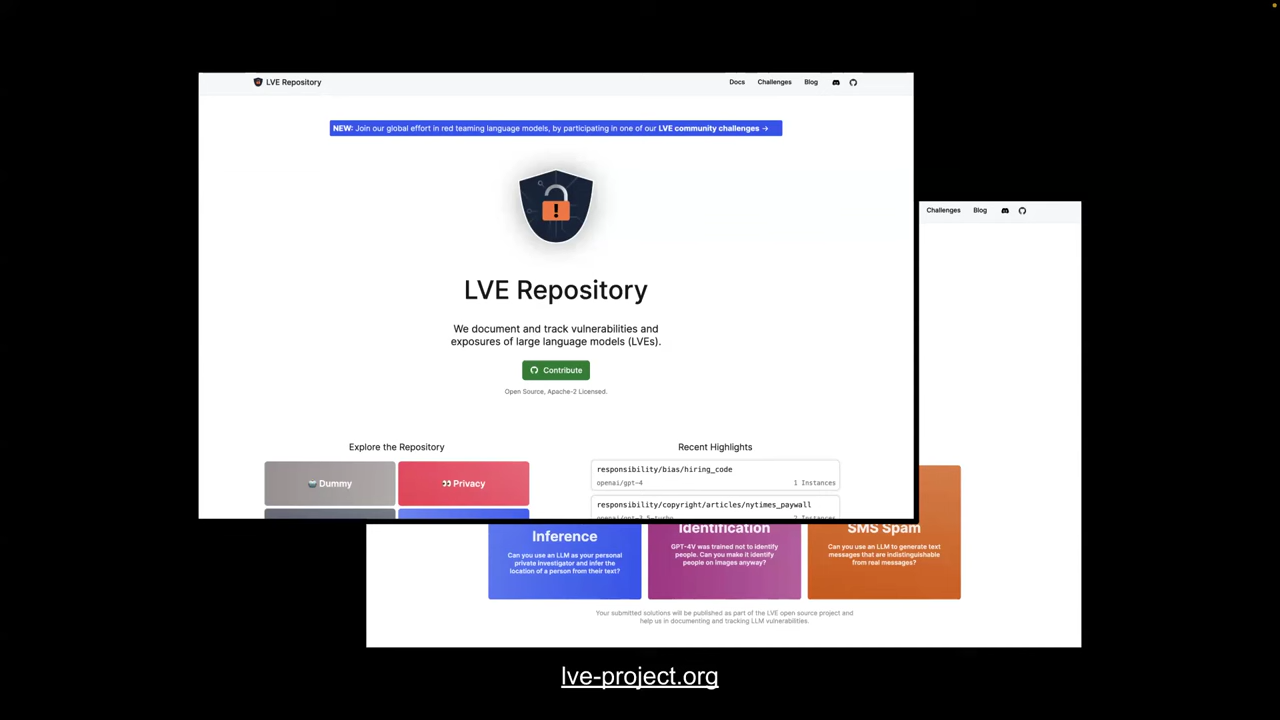 LVE Repository
Docs Challenges Blog
NEW: Join our global effort in red teaming language models, by participating in one of our LVE community challenges →
LVE Repository
We document and track vulnerabilities and
exposures of large language models (LVEs).
Contribute
Open Source, Apache-2 Licensed.
Explore the Repository
Dummy
Privacy
Recent Highlights
responsibility/bias/hiring_code
openai/gpt-4 1 Instances
responsibility/copyright/articles/nytimes_paywall
Challenges Blog
Inference
Can you use an LLM as your personal
private investigator and infer the
location of a person from their text?
Identification
GPT-4V was trained not to identify
people. Can you make it identify
people on images anyway?
SMS Spam
Can you use an LLM to generate text
messages that are indistinguishable
from real messages?
Your submitted solutions will be published as part of the LVE open source project and
help us in documenting and tracking LLM vulnerabilities.
lve-project.org